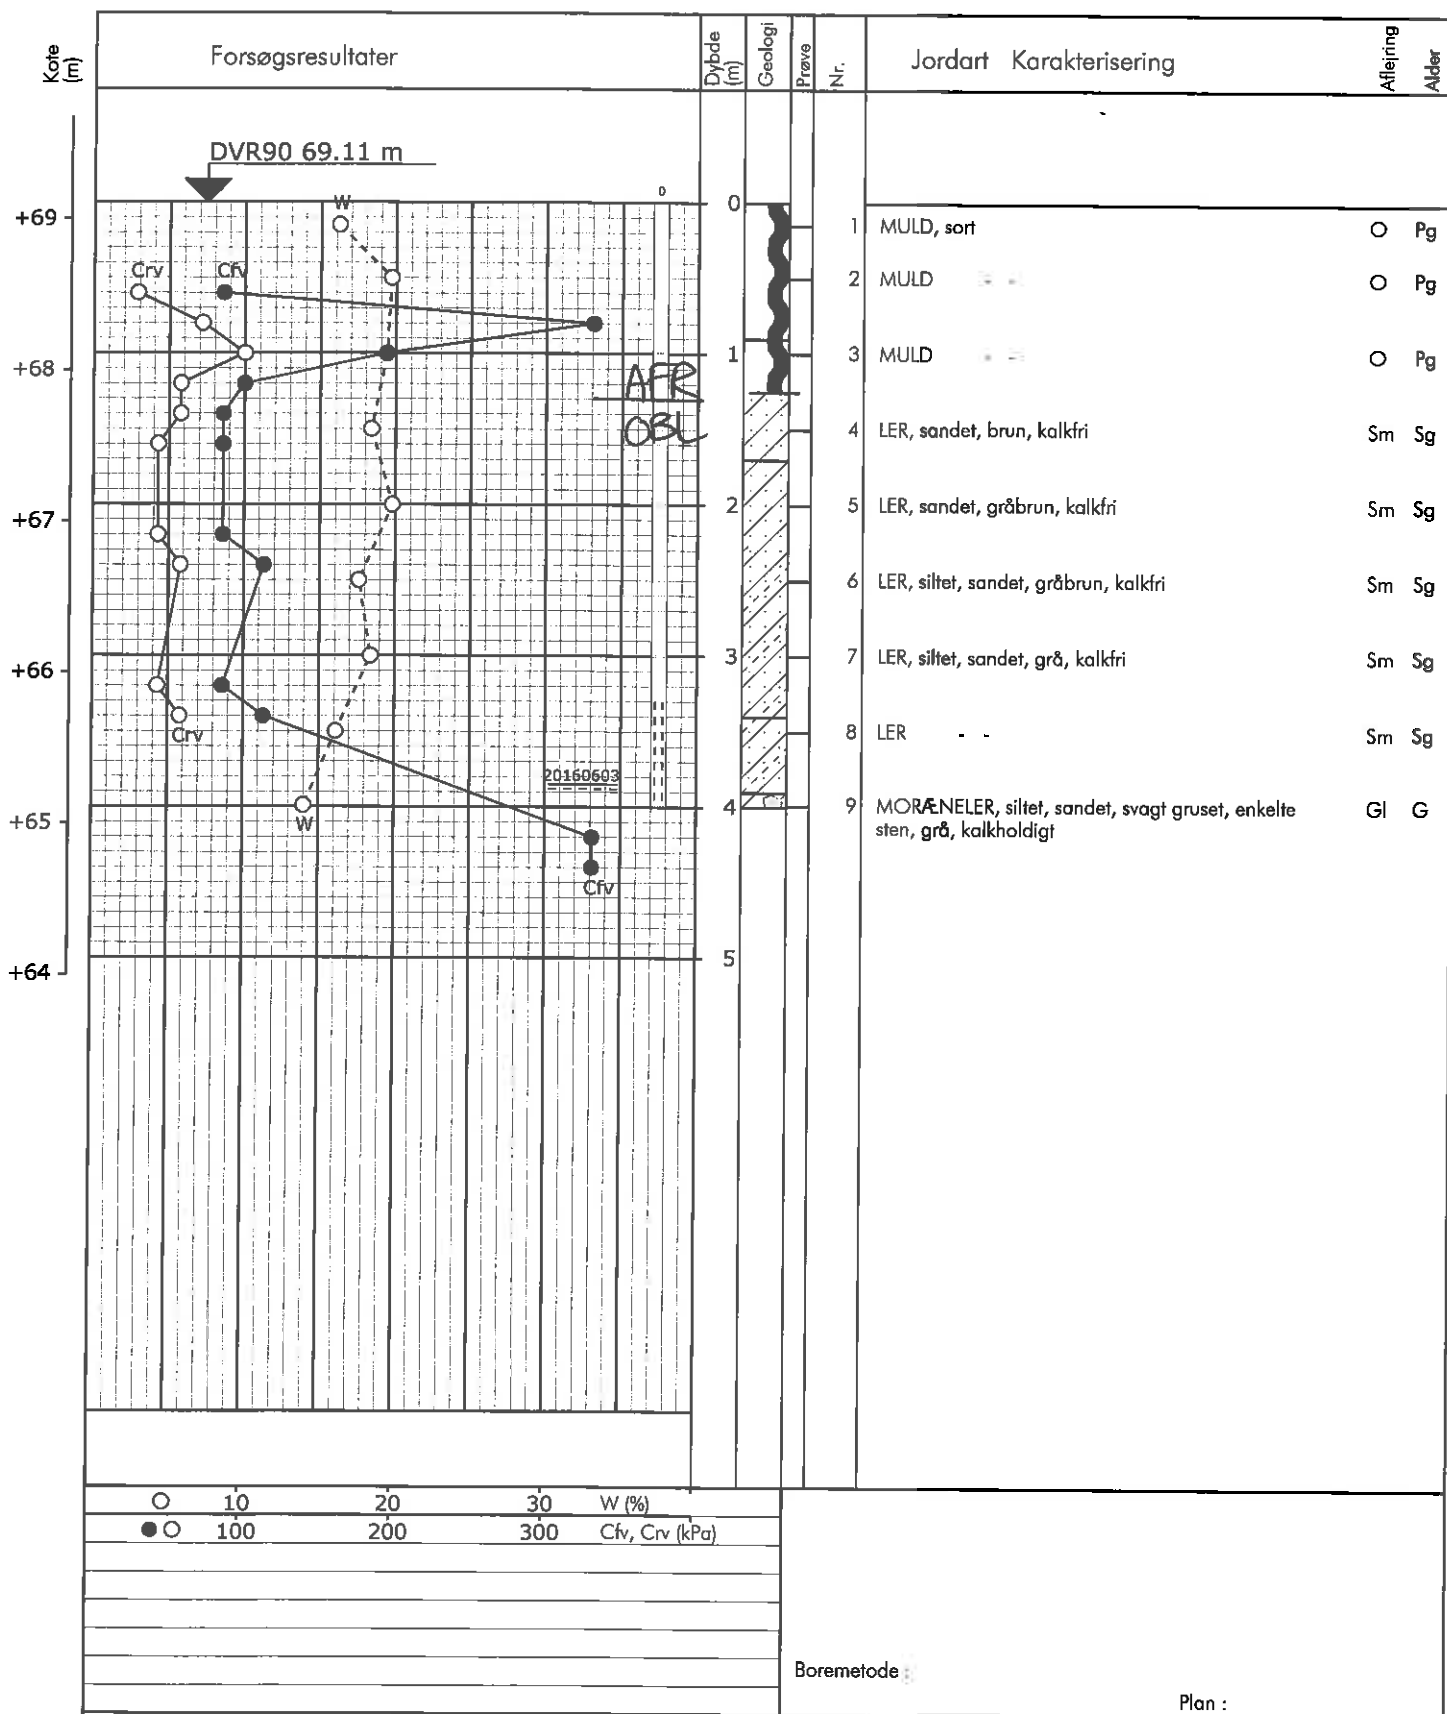 Kote (m)
Forsøgsresultater
Dybde (m)
Geologi
Prøve
Nr.
Jordart Karakterisering
Aflejring
Alder
DVR90 69.11 m
+69
+68
+67
+66
+65
+64
W
0
Crv
Cfv
AFR
OBL
Crv
20160603
W
Cfv
0
1
2
3
4
5
1 MULD, sort O Pg
2 MULD - - O Pg
3 MULD - - O Pg
4 LER, sandet, brun, kalkfri Sm Sg
5 LER, sandet, gråbrun, kalkfri Sm Sg
6 LER, siltet, sandet, gråbrun, kalkfri Sm Sg
7 LER, siltet, sandet, grå, kalkfri Sm Sg
8 LER - - Sm Sg
9 MORÆNELER, siltet, sandet, svagt gruset, enkelte Gl G
sten, grå, kalkholdigt
10 20 30 W (%)
100 200 300 Cfv, Crv (kPa)
Boremetode :
Plan :